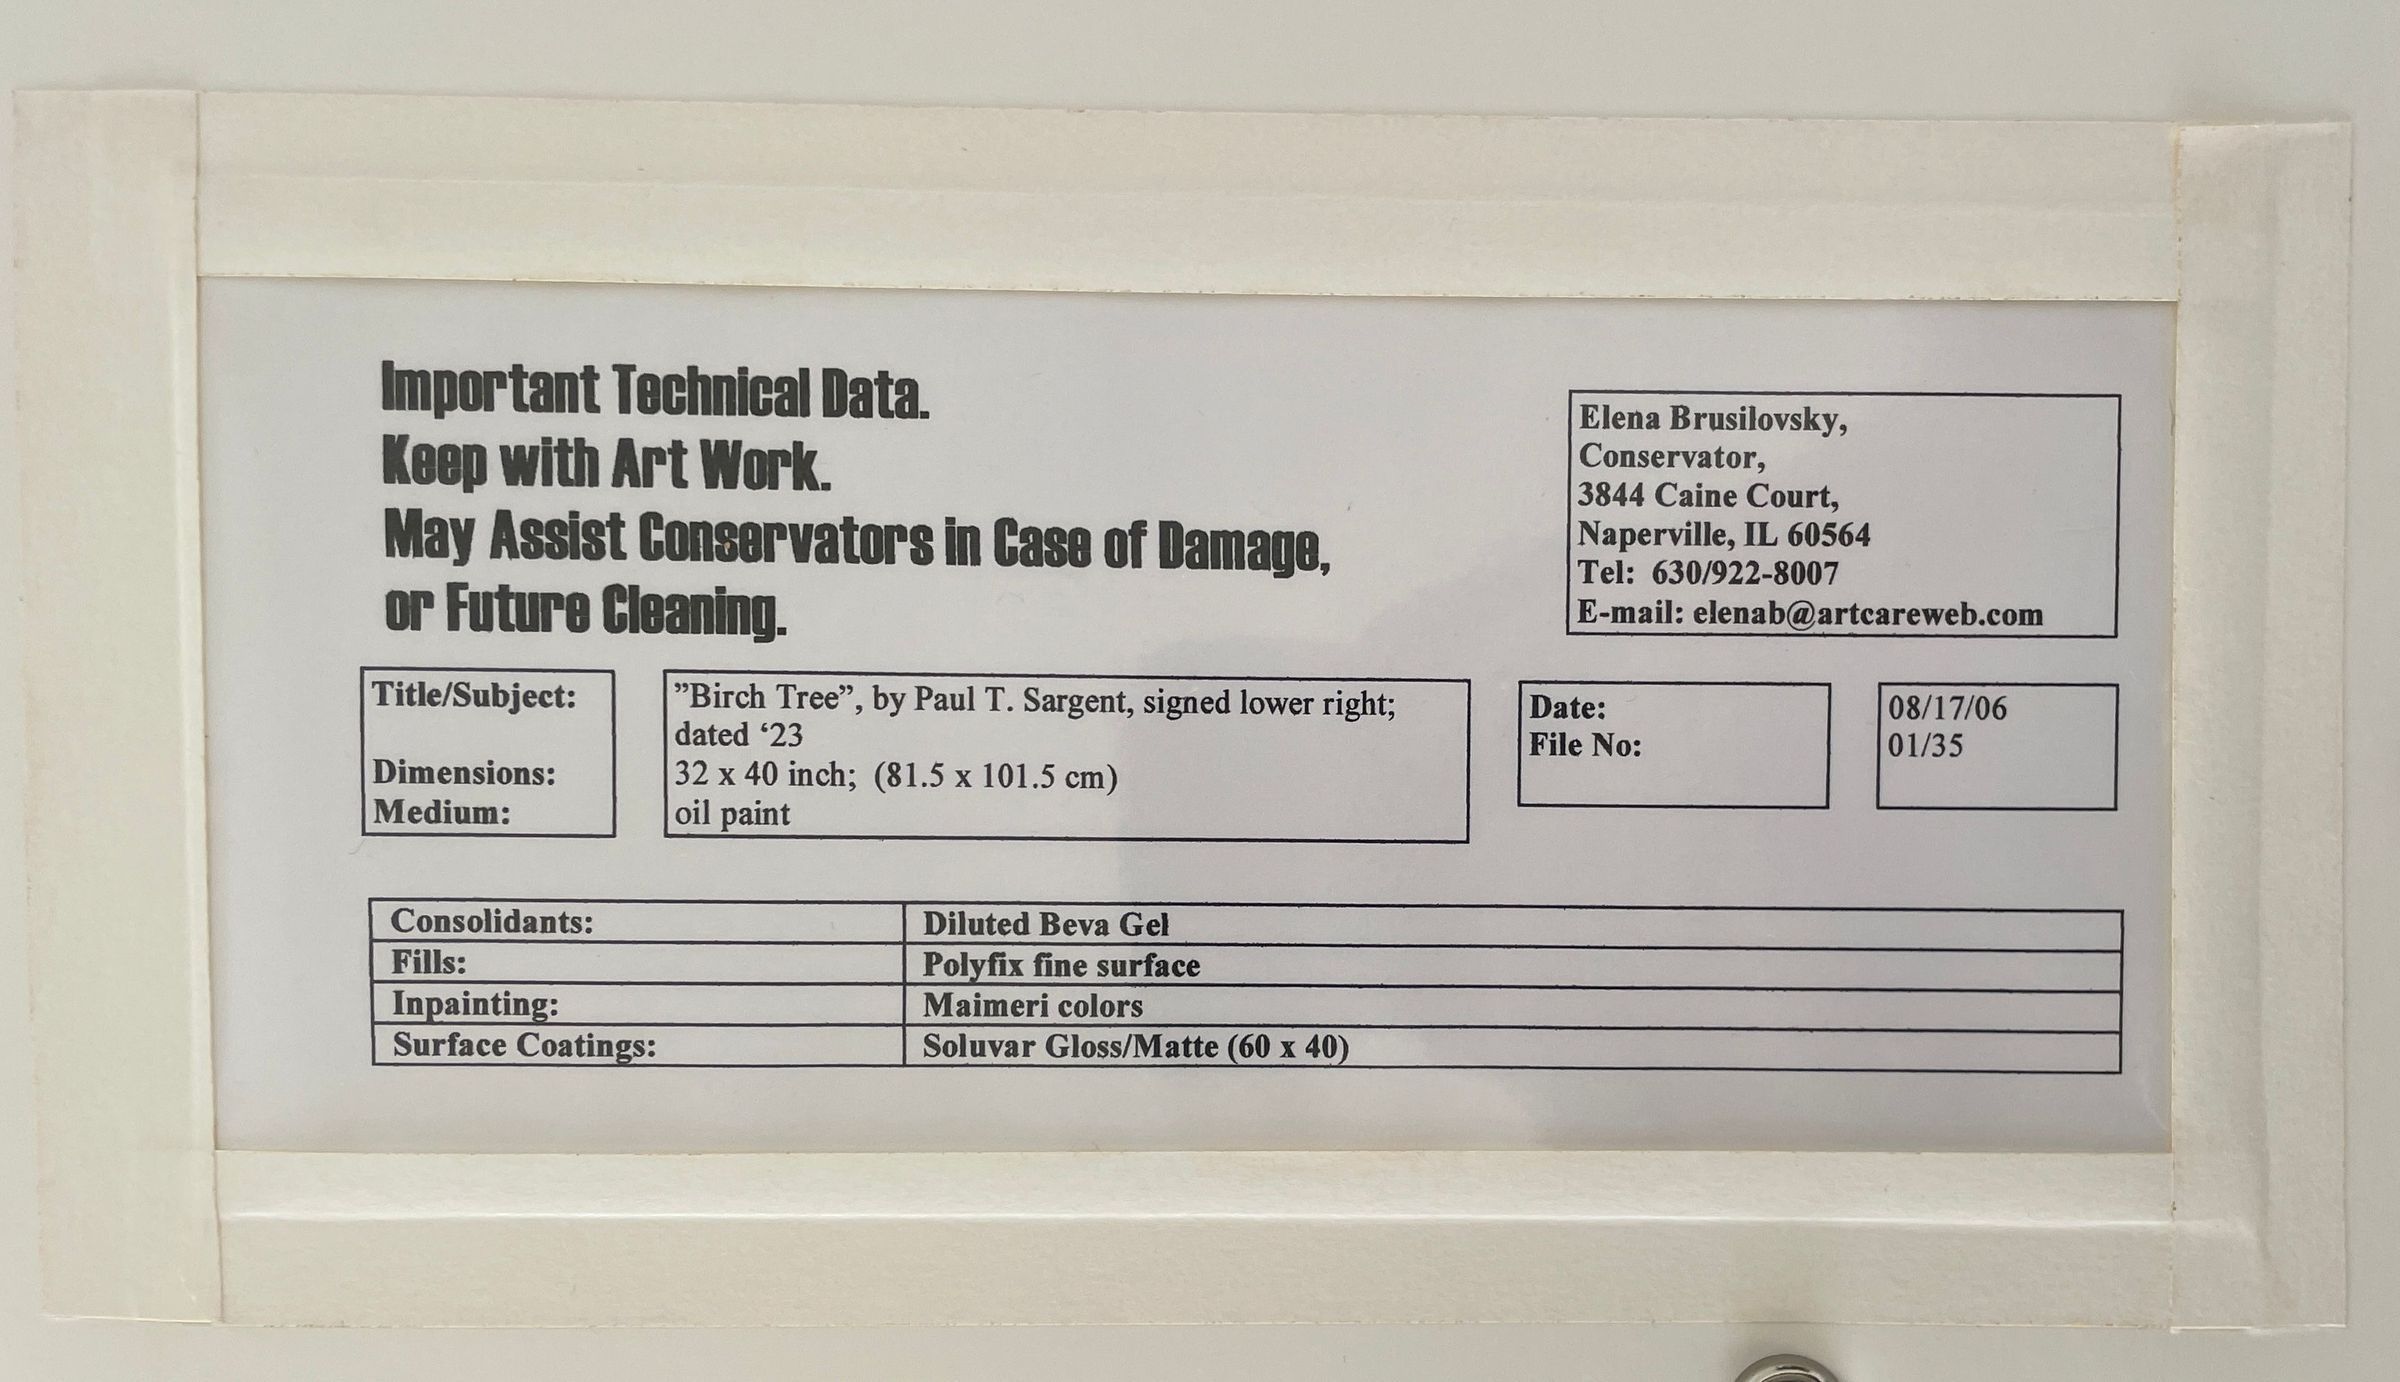 Important Technical Data.
Keep with Art Work.
May Assist Conservators in Case of Damage,
or Future Cleaning.
Elena Brusilovsky,
Conservator,
3844 Caine Court,
Naperville, IL 60564
Tel: 630/922-8007
E-mail: elenab@artcareweb.com
Title/Subject: ”Birch Tree”, by Paul T. Sargent, signed lower right;
dated ‘23
Dimensions: 32 x 40 inch; (81.5 x 101.5 cm)
Medium: oil paint
Date: 08/17/06
File No: 01/35
Consolidants: Diluted Beva Gel
Fills: Polyfix fine surface
Inpainting: Maimeri colors
Surface Coatings: Soluvar Gloss/Matte (60 x 40)